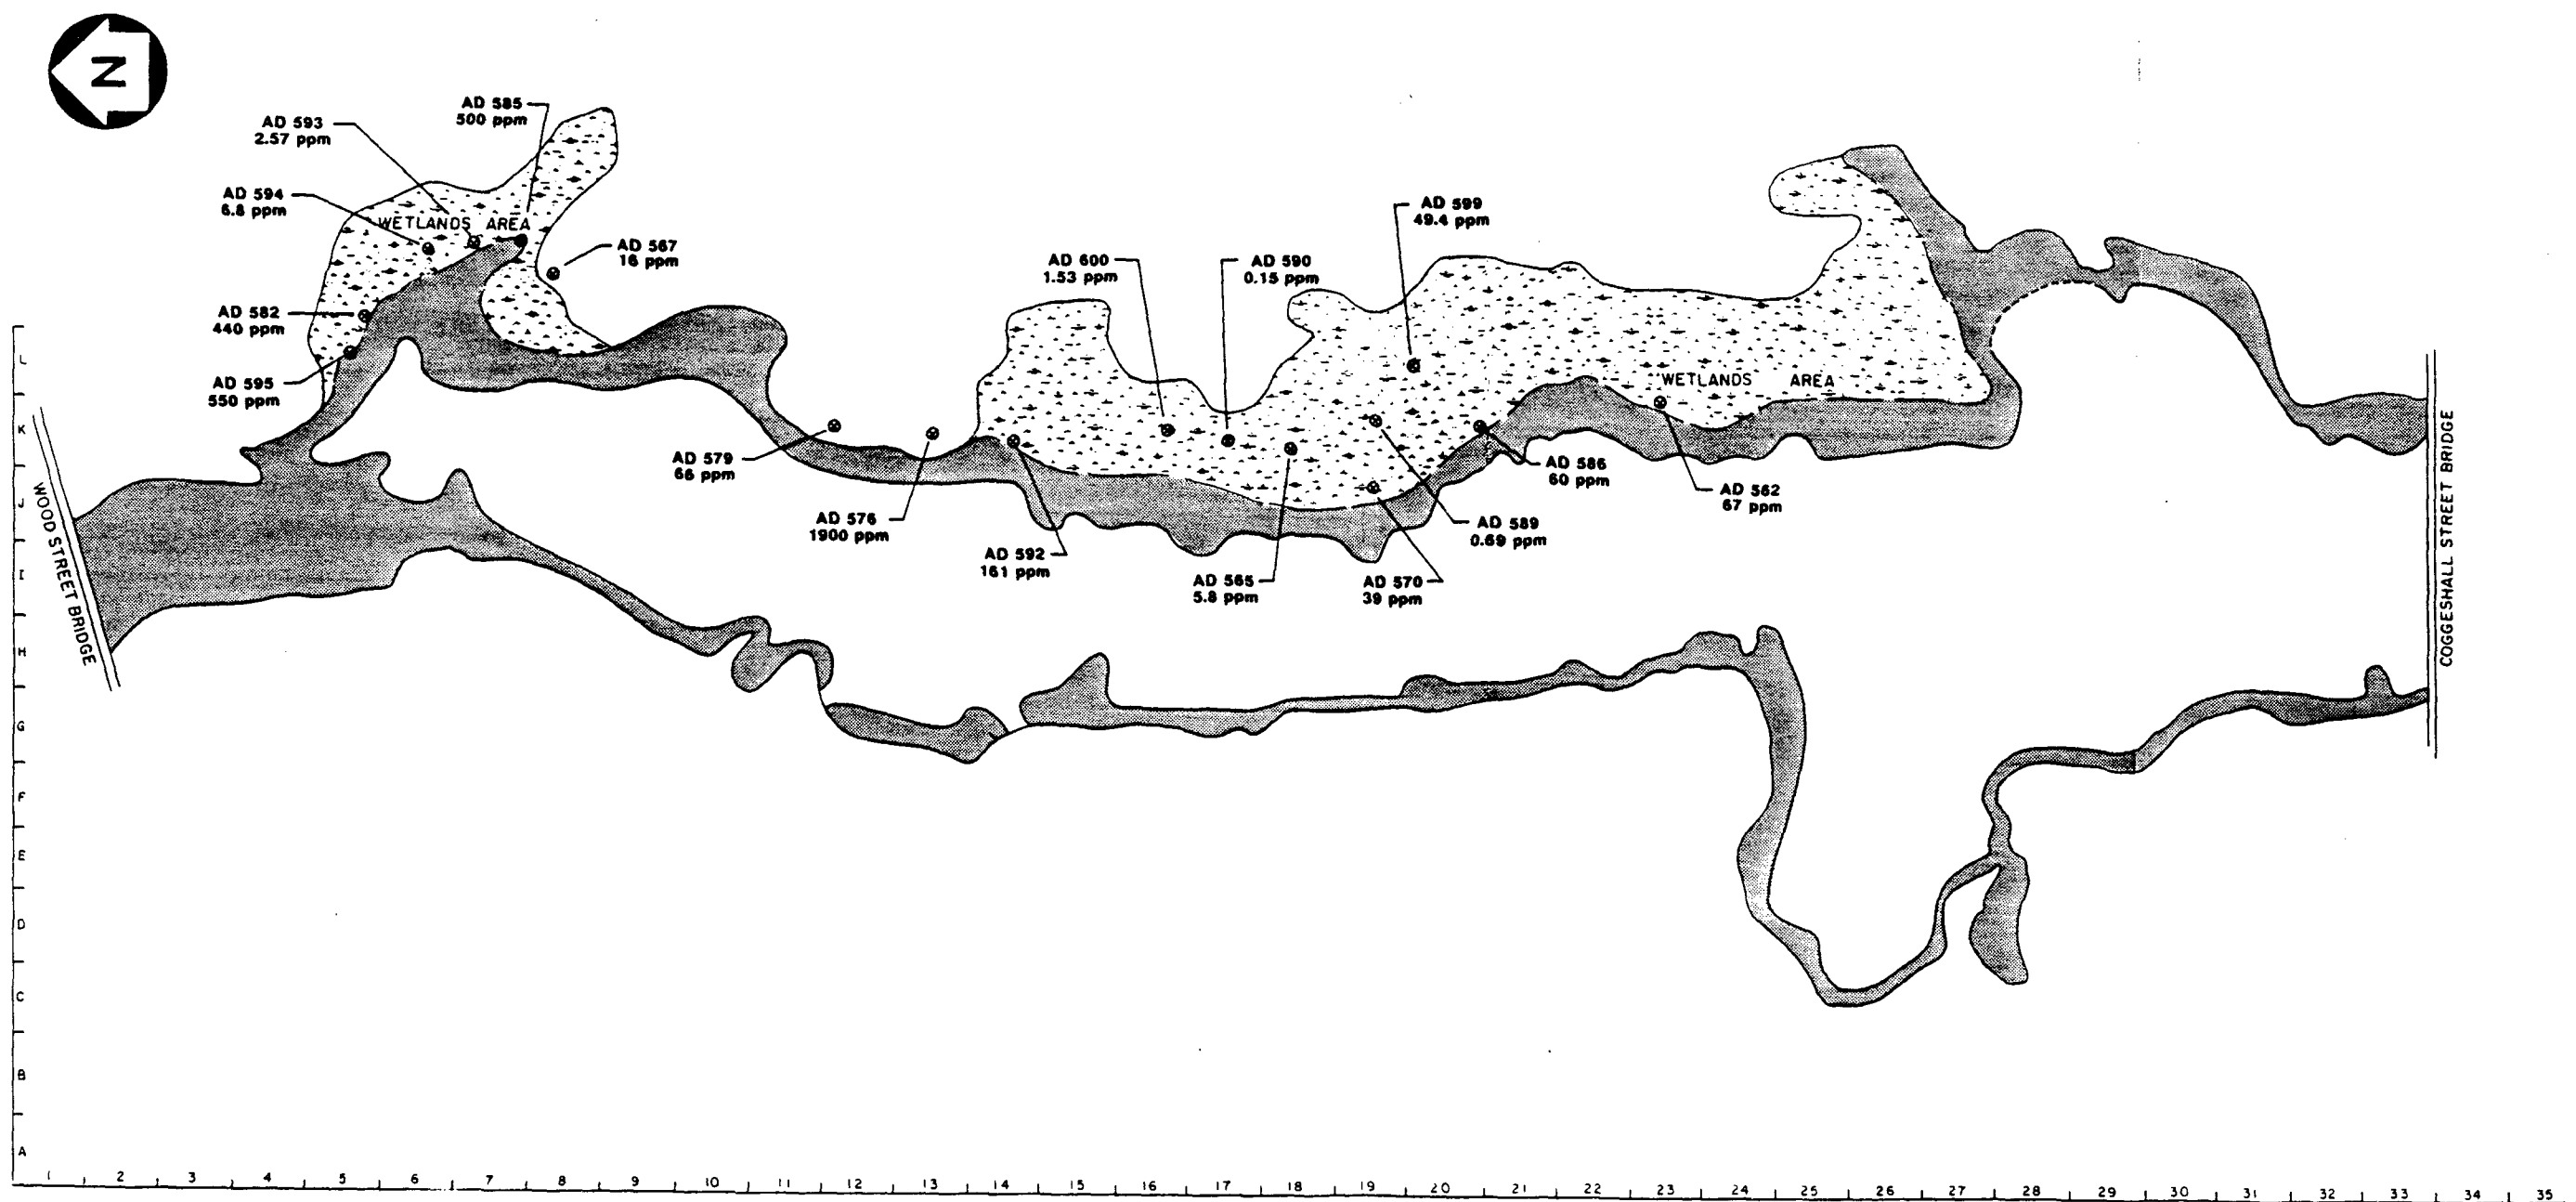 N
AD 585
500 ppm
AD 593
2.57 ppm
AD 594
6.8 ppm
WETLANDS AREA
AD 567
16 ppm
AD 582
440 ppm
AD 595
550 ppm
AD 599
49.4 ppm
AD 600
1.53 ppm
AD 590
0.15 ppm
WETLANDS AREA
AD 579
66 ppm
AD 576
1900 ppm
AD 592
161 ppm
AD 565
5.8 ppm
AD 570
39 ppm
AD 589
0.69 ppm
AD 586
60 ppm
AD 562
67 ppm
WOOD STREET BRIDGE
COGGESHALL STREET BRIDGE
L
K
J
I
H
G
F
E
D
C
B
A
1 2 3 4 5 6 7 8 9 10 11 12 13 14 15 16 17 18 19 20 21 22 23 24 25 26 27 28 29 30 31 32 33 34 35